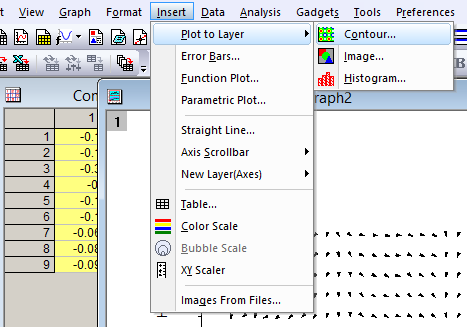 View Graph Format Insert Data Analysis Gadgets Tools Preferences
Plot to Layer
Contour...
Error Bars...
Image...
Function Plot...
Histogram...
Parametric Plot...
raph2
Con
1
1
Straight Line...
1 -0.1
2 -0.1
Axis Scrollbar
3 -0.3
New Layer(Axes)
4 -0
5 -0.1
Table...
6 -0.1
Color Scale
7 -0.06
8 -0.08
Bubble Scale
9 -0.09
XY Scaler
Images From Files...